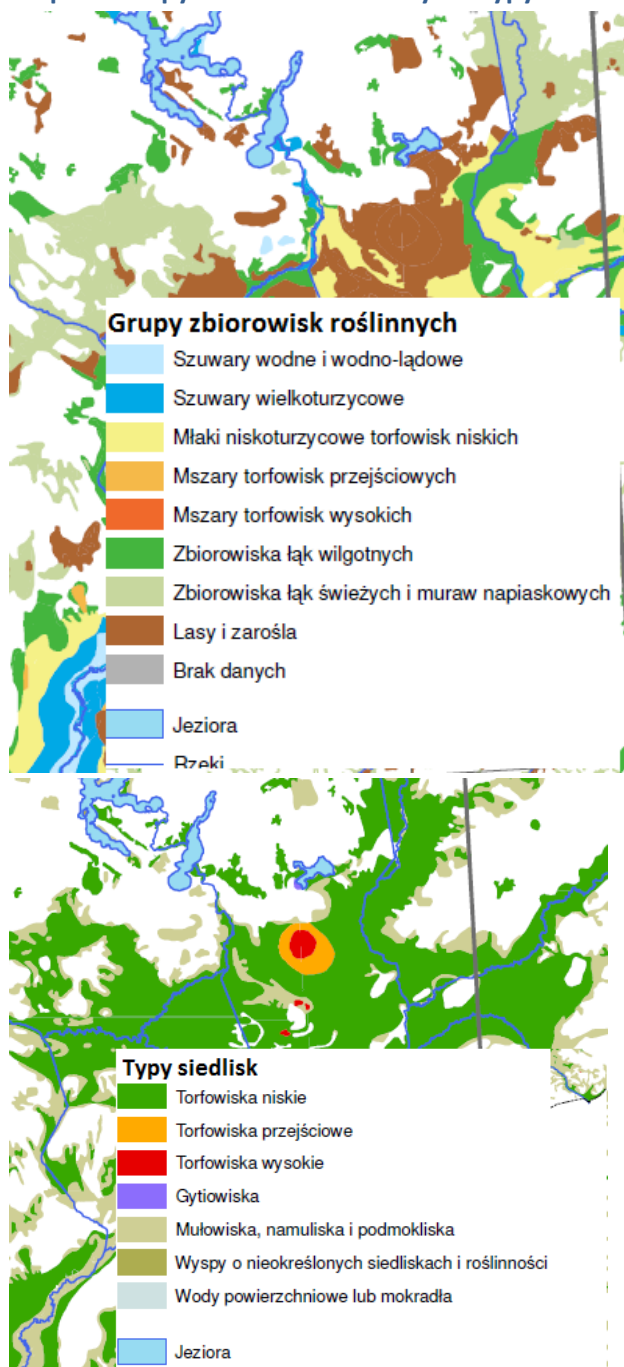 Grupy zbiorowisk roślinnych
Szuwary wodne i wodno-lądowe
Szuwary wielkoturzycowe
Młaki niskoturzycowe torfowisk niskich
Mszary torfowisk przejściowych
Mszary torfowisk wysokich
Zbiorowiska łąk wilgotnych
Zbiorowiska łąk świeżych i muraw napiaskowych
Lasy i zarośla
Brak danych
Jeziora
Rzeki
Typy siedlisk
Torfowiska niskie
Torfowiska przejściowe
Torfowiska wysokie
Gytiowiska
Mułowiska, namuliska i podmokliska
Wyspy o nieokreślonych siedliskach i roślinności
Wody powierzchniowe lub mokradła
Jeziora